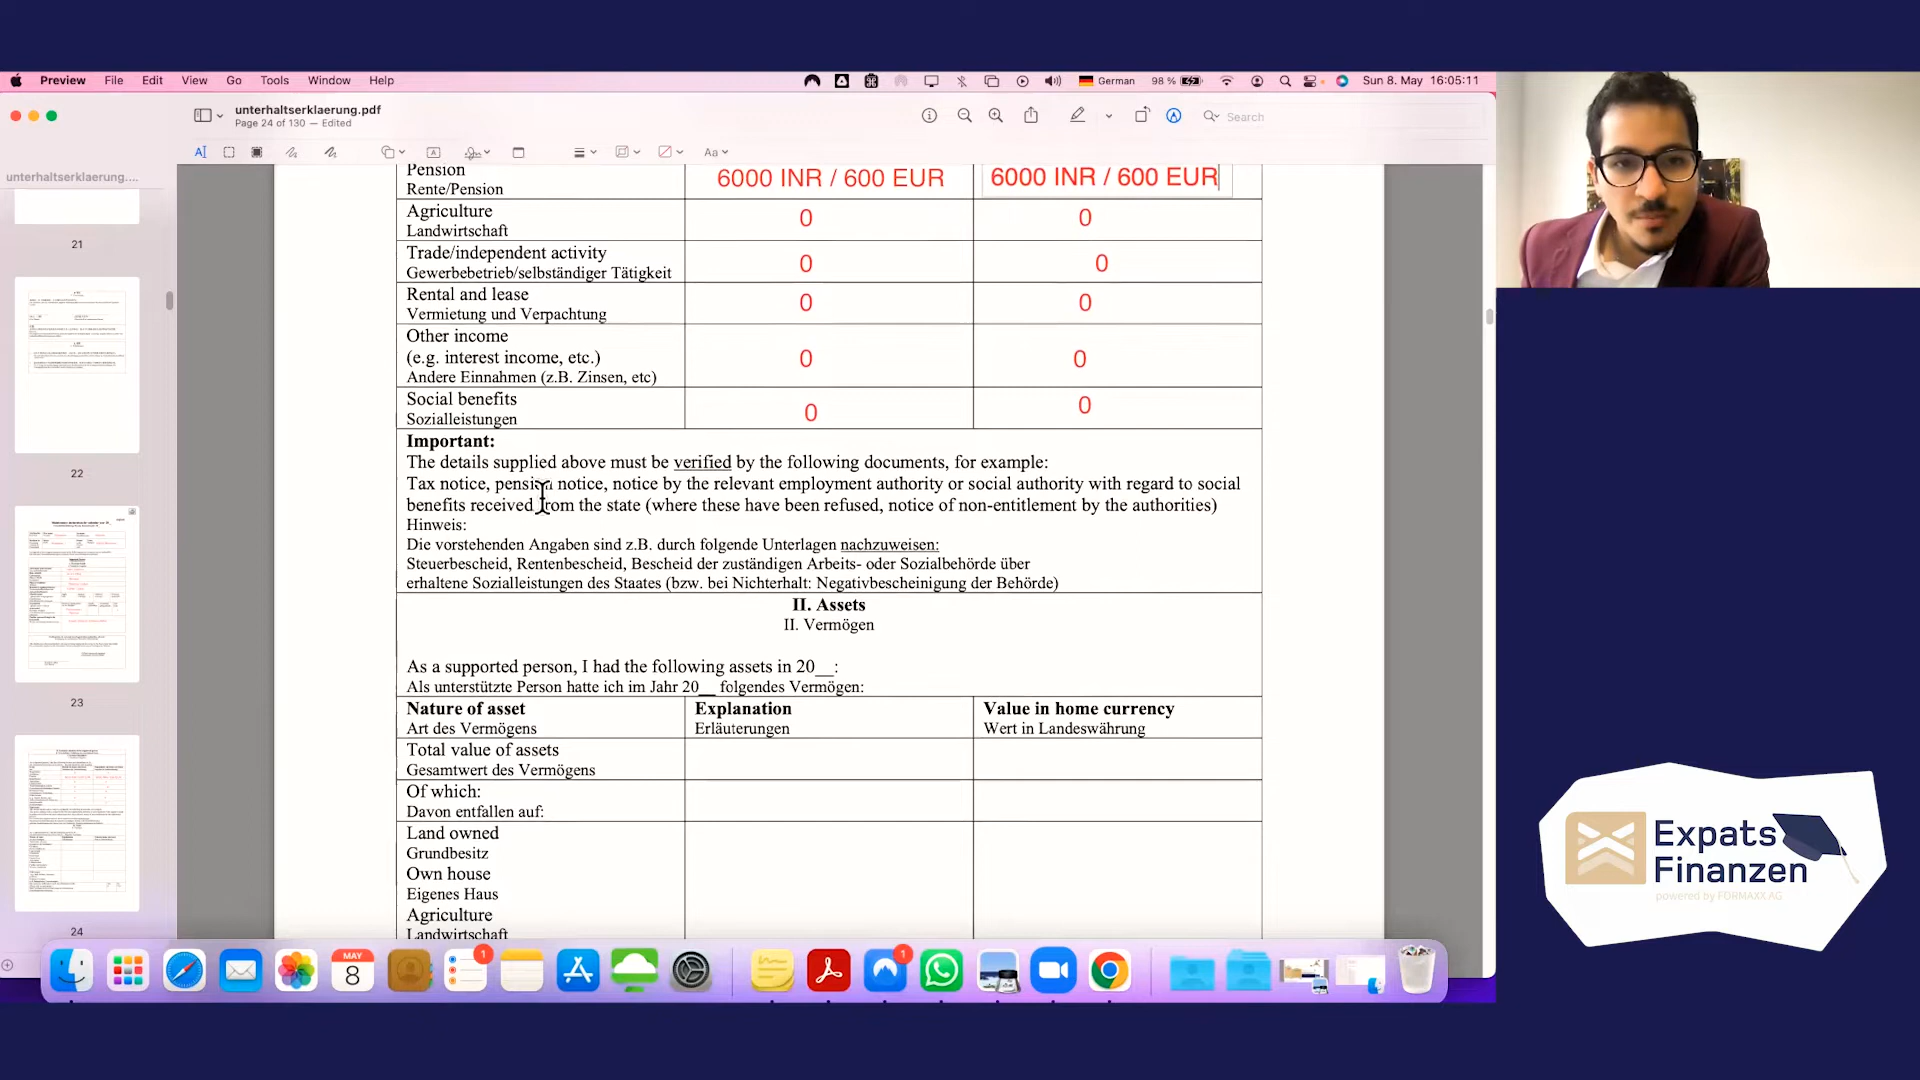 Preview File Edit View Go Tools Window Help
German 98 % Sun 8. May 16:05:11
unterhaltserklaerung.pdf
Page 24 of 130 — Edited
Search
unterhaltserklaerung....
21
22
23
24
Pension 6000 INR / 600 EUR 6000 INR / 600 EUR
Rente/Pension
Agriculture 0 0
Landwirtschaft
Trade/independent activity 0 0
Gewerbebetrieb/selbständiger Tätigkeit
Rental and lease 0 0
Vermietung und Verpachtung
Other income
(e.g. interest income, etc.) 0 0
Andere Einnahmen (z.B. Zinsen, etc)
Social benefits 0 0
Sozialleistungen
Important:
The details supplied above must be verified by the following documents, for example:
Tax notice, pension notice, notice by the relevant employment authority or social authority with regard to social
benefits received from the state (where these have been refused, notice of non-entitlement by the authorities)
Hinweis:
Die vorstehenden Angaben sind z.B. durch folgende Unterlagen nachzuweisen:
Steuerbescheid, Rentenbescheid, Bescheid der zuständigen Arbeits- oder Sozialbehörde über
erhaltene Sozialleistungen des Staates (bzw. bei Nichterhalt: Negativbescheinigung der Behörde)
II. Assets
II. Vermögen
As a supported person, I had the following assets in 20__:
Als unterstützte Person hatte ich im Jahr 20__ folgendes Vermögen:
Nature of asset Explanation Value in home currency
Art des Vermögens Erläuterungen Wert in Landeswährung
Total value of assets
Gesamtwert des Vermögens
Of which:
Davon entfallen auf:
Land owned
Grundbesitz
Own house
Eigenes Haus
Agriculture
Landwirtschaft
MAY
8
1
1
Expats
Finanzen
powered by FORMAXX AG